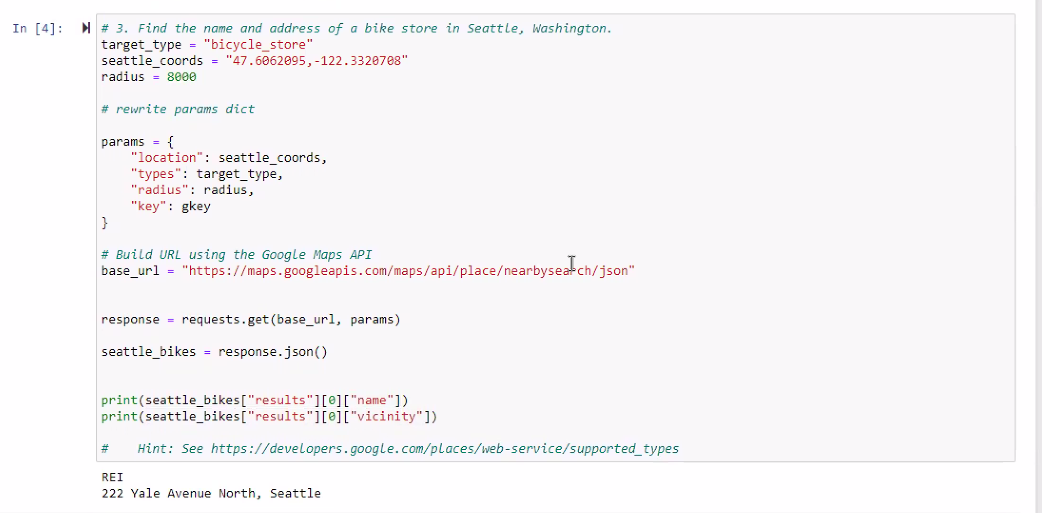 In [4]:
# 3. Find the name and address of a bike store in Seattle, Washington.
target_type = "bicycle_store"
seattle_coords = "47.6062095,-122.3320708"
radius = 8000
# rewrite params dict
params = {
    "location": seattle_coords,
    "types": target_type,
    "radius": radius,
    "key": gkey
}
# Build URL using the Google Maps API
base_url = "https://maps.googleapis.com/maps/api/place/nearbysearch/json"
response = requests.get(base_url, params)
seattle_bikes = response.json()
print(seattle_bikes["results"][0]["name"])
print(seattle_bikes["results"][0]["vicinity"])
#    Hint: See https://developers.google.com/places/web-service/supported_types
REI
222 Yale Avenue North, Seattle